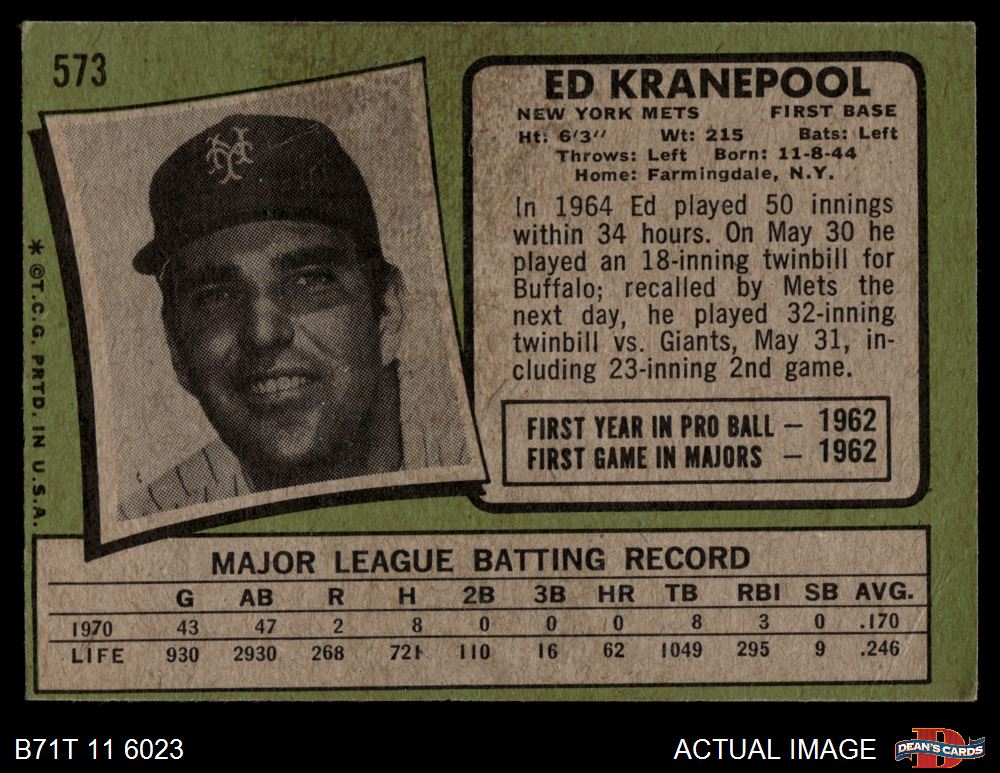 573
NY
ED KRANEPOOL
NEW YORK METS FIRST BASE
Ht: 6'3" Wt: 215 Bats: Left
Throws: Left Born: 11-8-44
Home: Farmingdale, N.Y.
In 1964 Ed played 50 innings
within 34 hours. On May 30 he
played an 18-inning twinbill for
Buffalo; recalled by Mets the
next day, he played 32-inning
twinbill vs. Giants, May 31, in-
cluding 23-inning 2nd game.
FIRST YEAR IN PRO BALL — 1962
FIRST GAME IN MAJORS — 1962
* ©T.C.G. PRTD. IN U.S.A.
MAJOR LEAGUE BATTING RECORD
G AB R H 2B 3B HR TB RBI SB AVG.
1970 43 47 2 8 0 0 0 8 3 0 .170
LIFE 930 2930 268 721 110 16 62 1049 295 9 .246
B71T 11 6023
ACTUAL IMAGE
D
DEAN'S CARDS